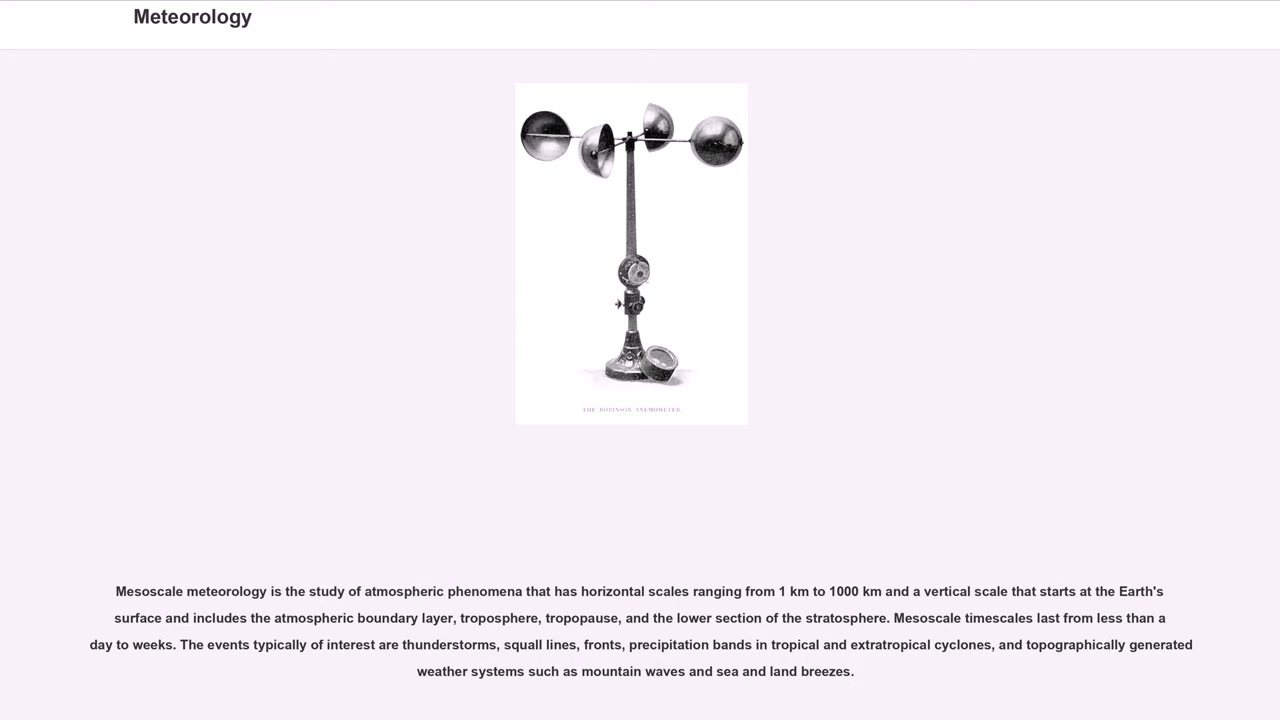 Meteorology
THE ROBINSON ANEMOMETER.
Mesoscale meteorology is the study of atmospheric phenomena that has horizontal scales ranging from 1 km to 1000 km and a vertical scale that starts at the Earth's
surface and includes the atmospheric boundary layer, troposphere, tropopause, and the lower section of the stratosphere. Mesoscale timescales last from less than a
day to weeks. The events typically of interest are thunderstorms, squall lines, fronts, precipitation bands in tropical and extratropical cyclones, and topographically generated
weather systems such as mountain waves and sea and land breezes.